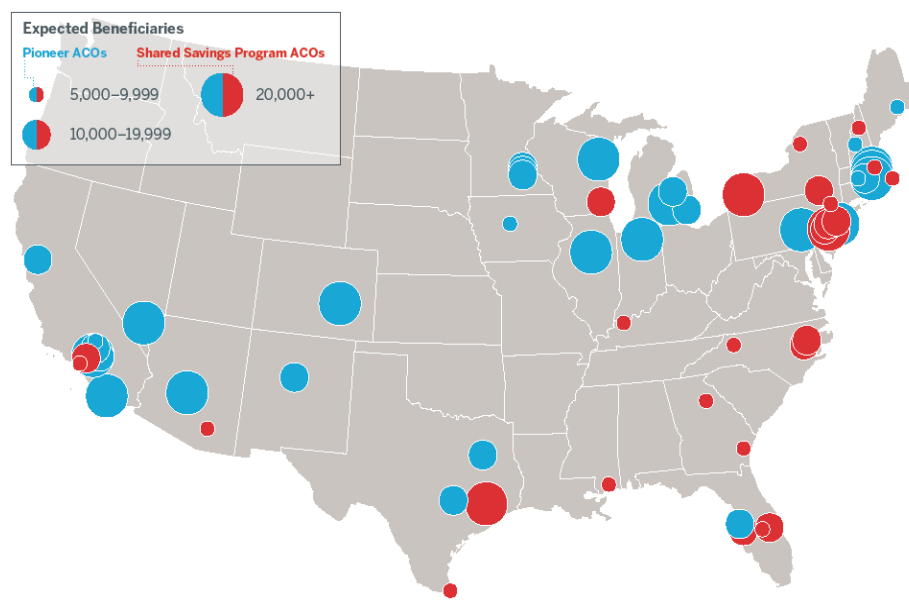 Expected Beneficiaries
Pioneer ACOs Shared Savings Program ACOs
5,000–9,999 20,000+
10,000–19,999